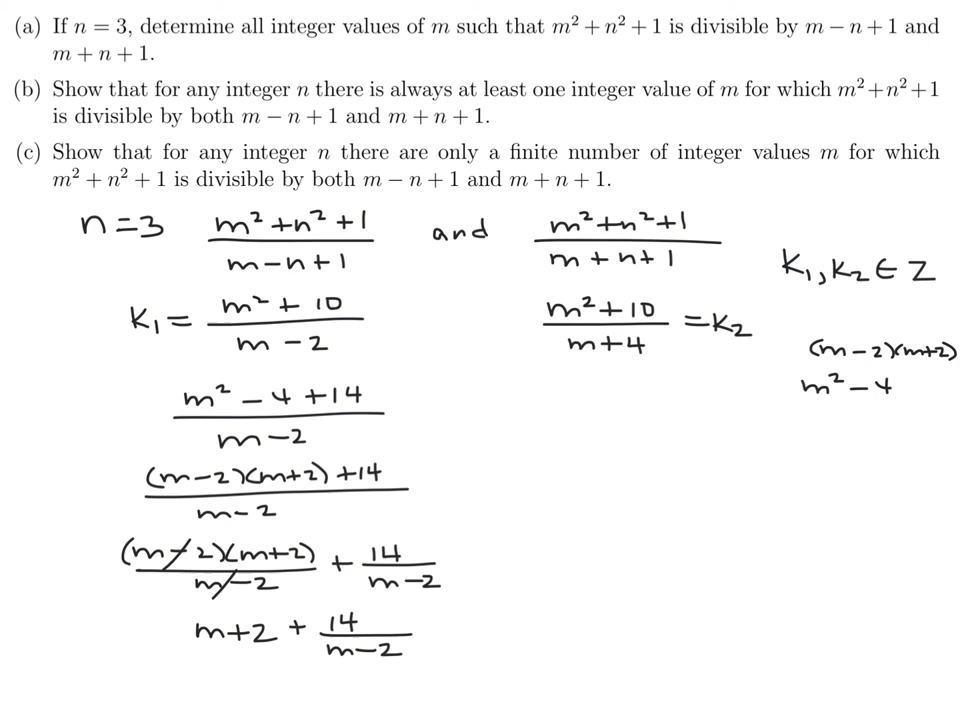 (a) If n = 3, determine all integer values of m such that m² + n² + 1 is divisible by m − n + 1 and
m + n + 1.
(b) Show that for any integer n there is always at least one integer value of m for which m² + n² + 1
is divisible by both m − n + 1 and m + n + 1.
(c) Show that for any integer n there are only a finite number of integer values m for which
m² + n² + 1 is divisible by both m − n + 1 and m + n + 1.
n = 3 (m² + n² + 1)/(m − n + 1) and (m² + n² + 1)/(m + n + 1)
K₁, K₂ ∈ Z
K₁ = (m² + 10)/(m − 2) (m² + 10)/(m + 4) = K₂
(m − 2)(m + 2)
m² − 4
(m² − 4 + 14)/(m − 2)
((m − 2)(m + 2) + 14)/(m − 2)
((m − 2)(m + 2))/(m − 2) + 14/(m − 2)
m + 2 + 14/(m − 2)